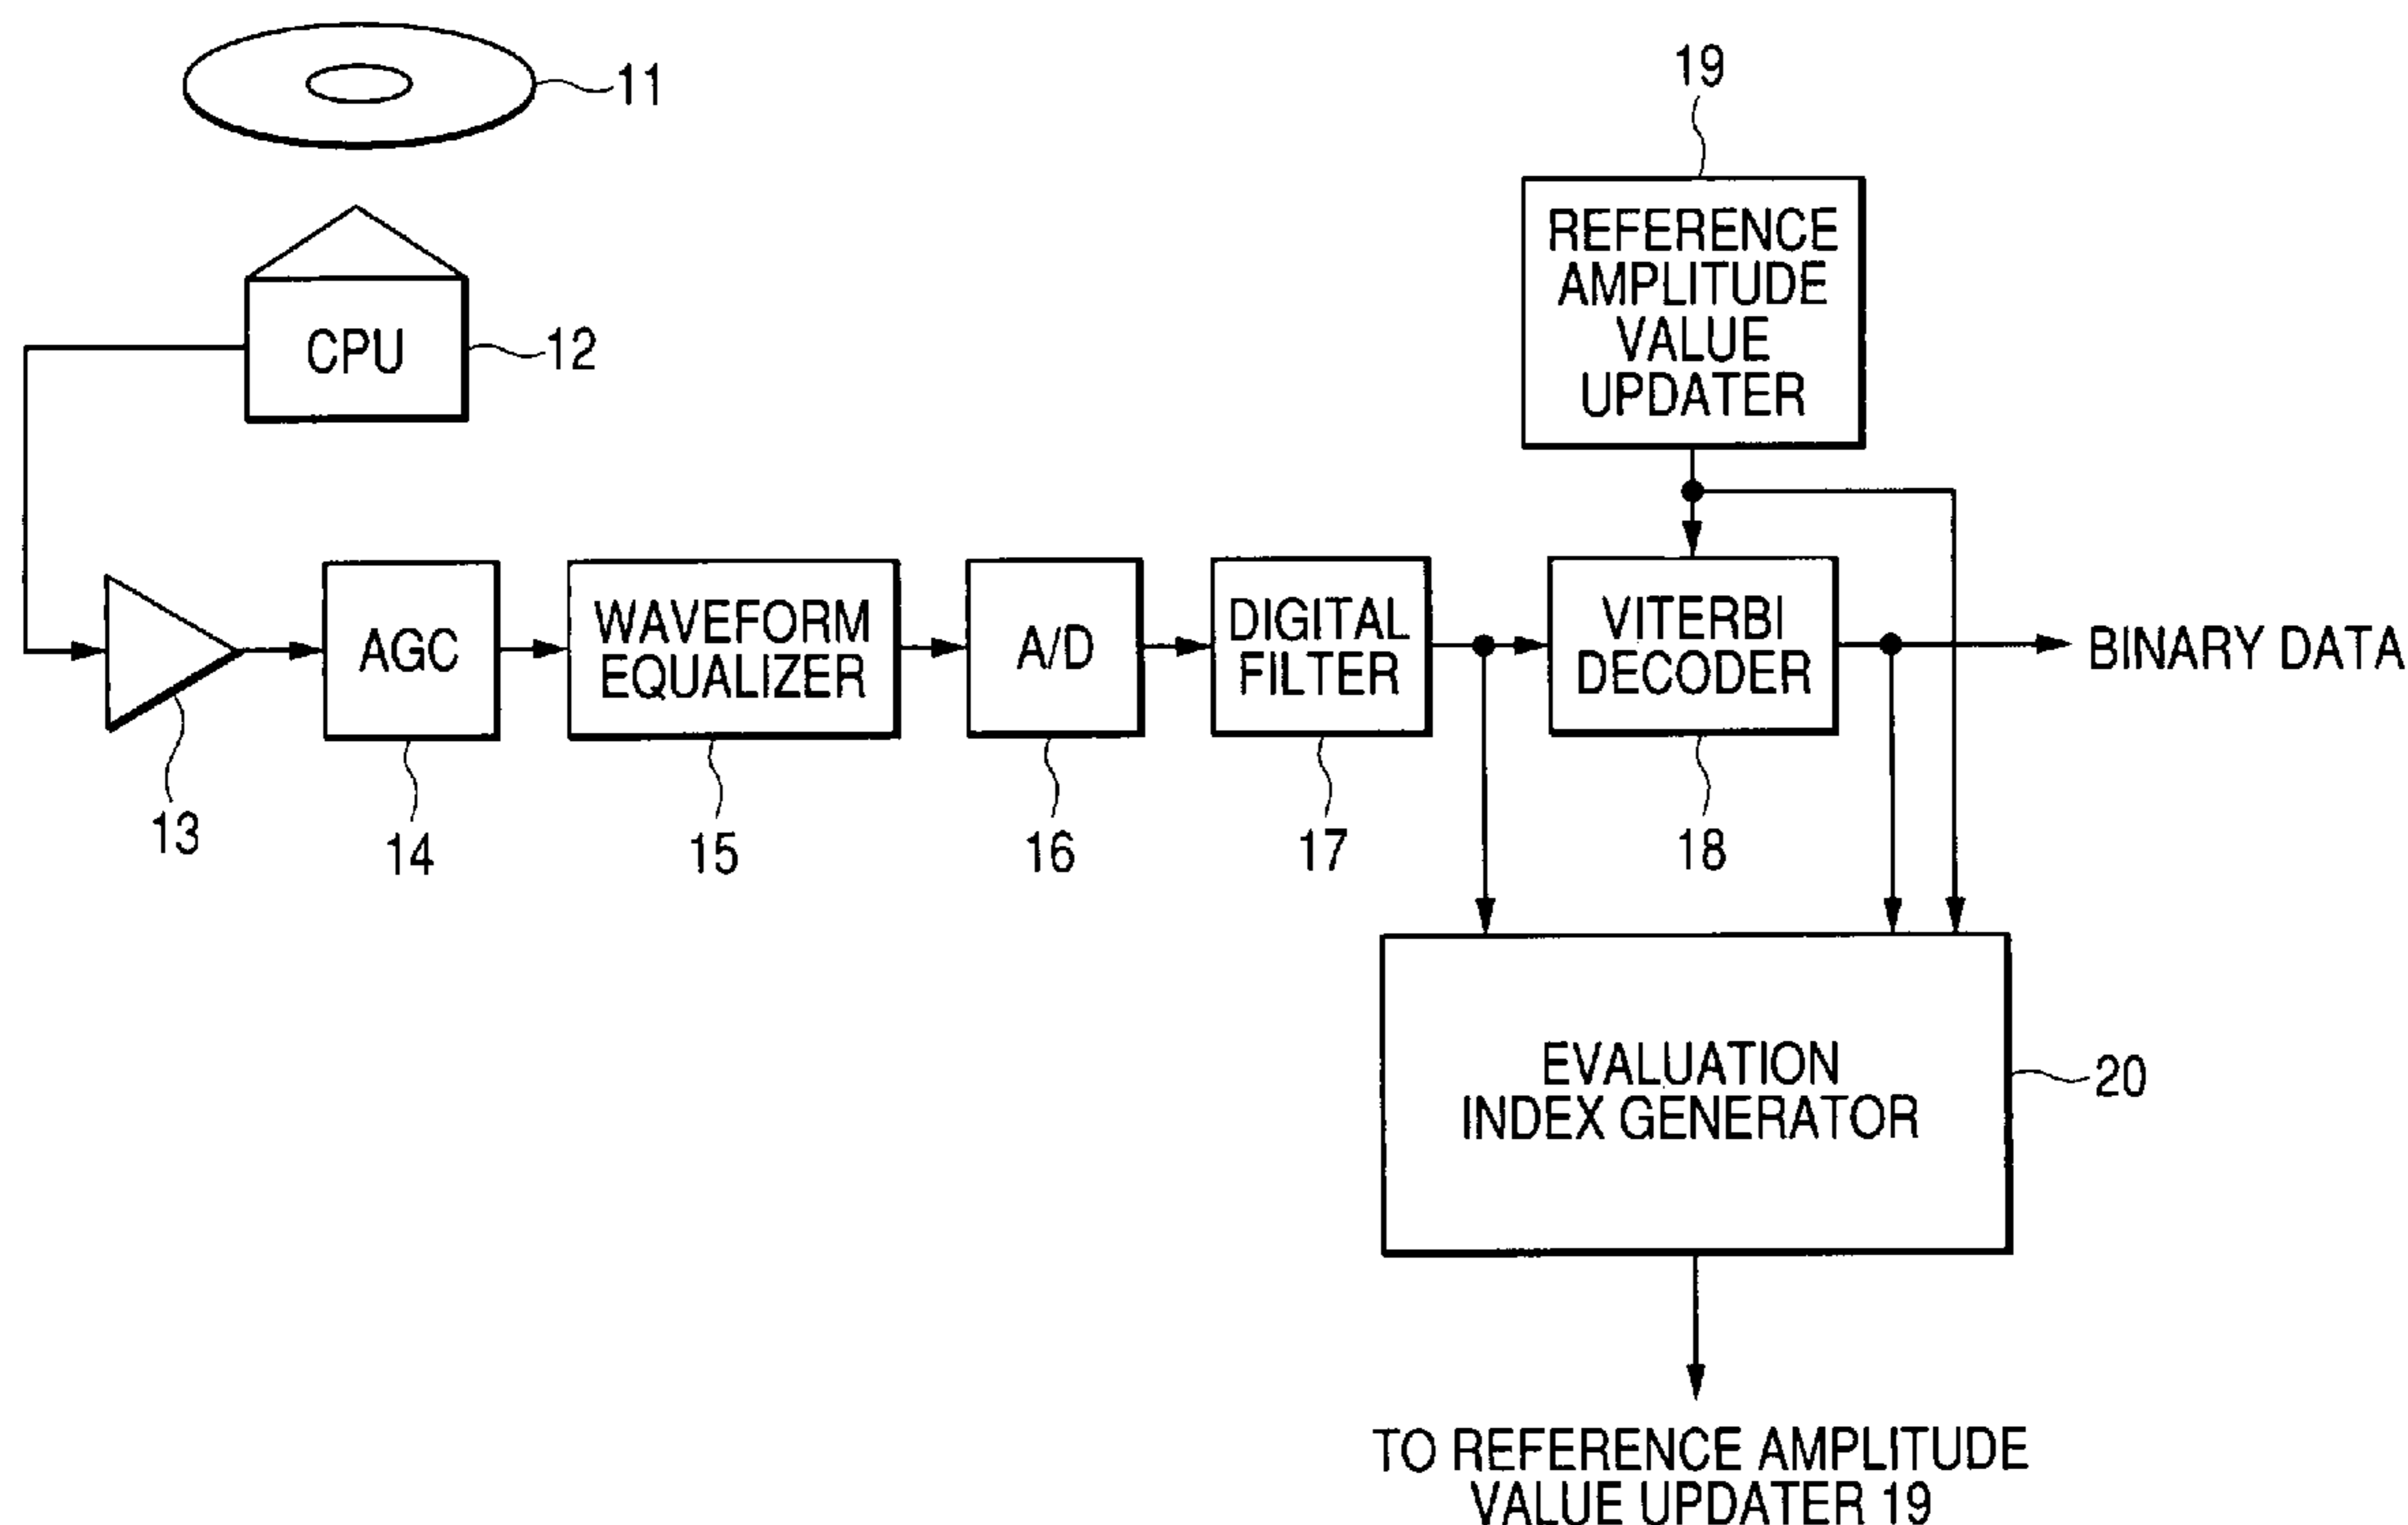 11
19
REFERENCE
AMPLITUDE
VALUE
UPDATER
CPU
12
AGC
WAVEFORM
EQUALIZER
A/D
DIGITAL
FILTER
VITERBI
DECODER
BINARY DATA
13
14
15
16
17
18
EVALUATION
INDEX GENERATOR
20
TO REFERENCE AMPLITUDE
VALUE UPDATER 19